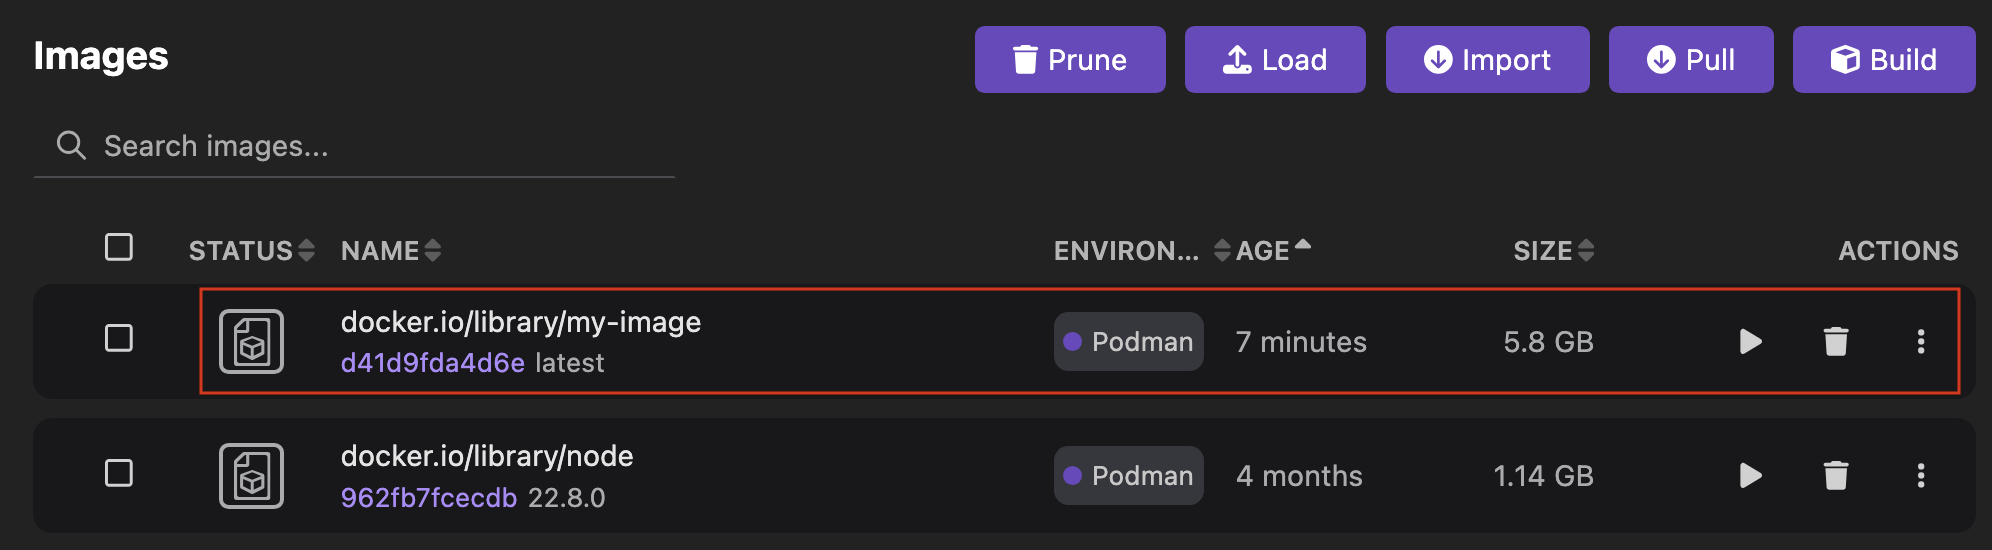 Images
Prune Load Import Pull Build
Search images...
STATUS NAME ENVIRON... AGE SIZE ACTIONS
docker.io/library/my-image
d41d9fda4d6e latest Podman 7 minutes 5.8 GB
docker.io/library/node
962fb7fcecdb 22.8.0 Podman 4 months 1.14 GB